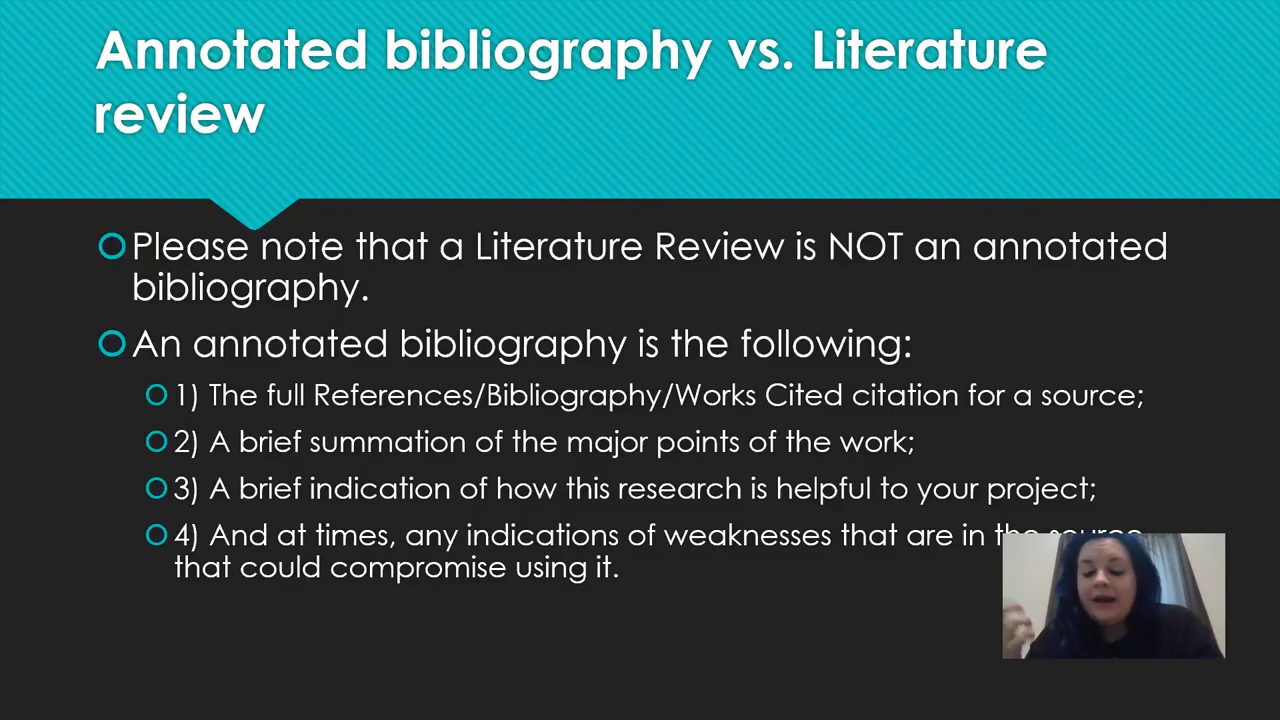 Annotated bibliography vs. Literature
review
Please note that a Literature Review is NOT an annotated
bibliography.
An annotated bibliography is the following:
1) The full References/Bibliography/Works Cited citation for a source;
2) A brief summation of the major points of the work;
3) A brief indication of how this research is helpful to your project;
4) And at times, any indications of weaknesses that are in the source
that could compromise using it.